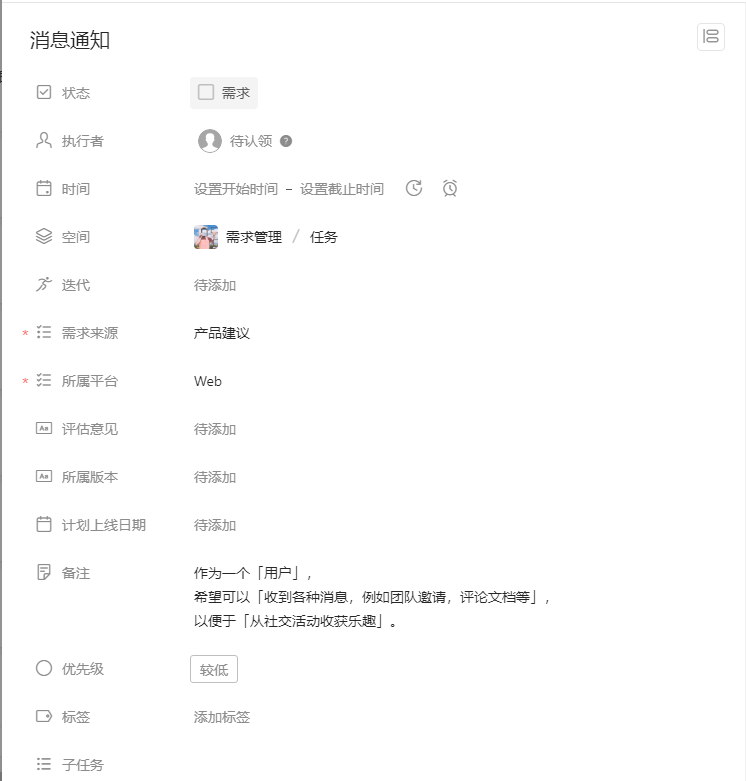 消息通知
状态 需求
执行者 待认领 ?
时间 设置开始时间 - 设置截止时间
空间 需求管理 / 任务
迭代 待添加
* 需求来源 产品建议
* 所属平台 Web
评估意见 待添加
所属版本 待添加
计划上线日期 待添加
备注 作为一个「用户」,
希望可以「收到各种消息，例如团队邀请，评论文档等」,
以便于「从社交活动收获乐趣」。
优先级 较低
标签 添加标签
子任务